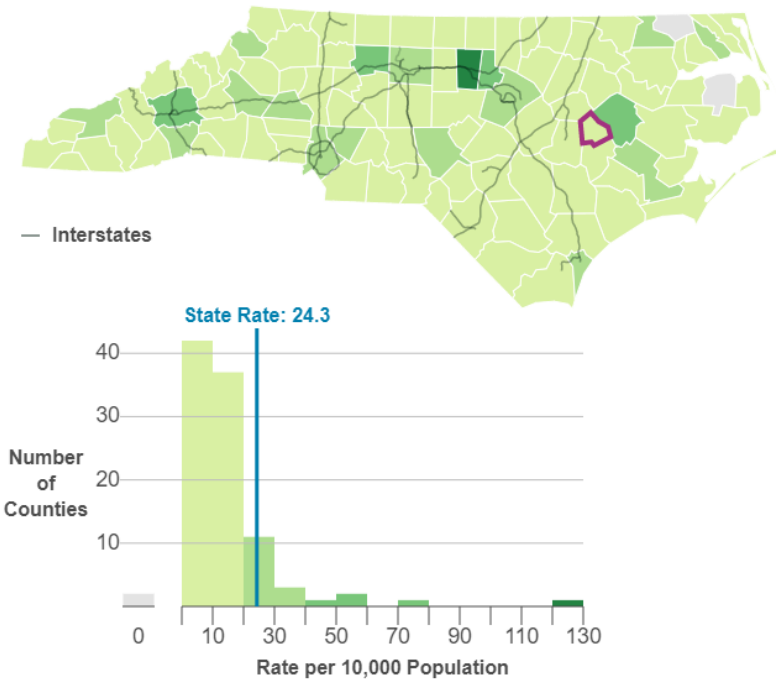 — Interstates
State Rate: 24.3
40
30
20
10
Number
of
Counties
0 10 30 50 70 90 110 130
Rate per 10,000 Population